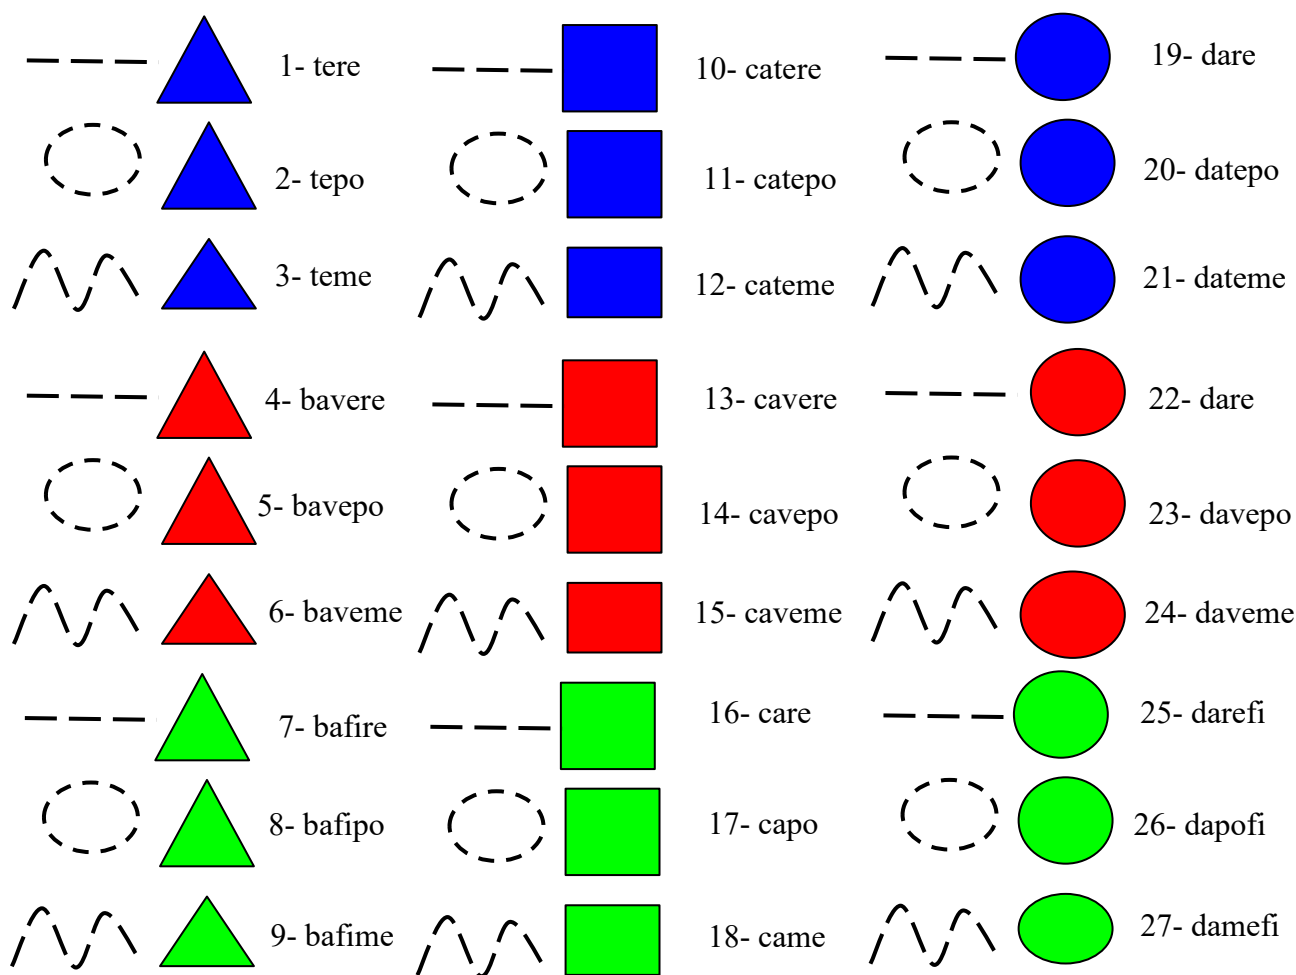 1- tere
2- tepo
3- teme
4- bavere
5- bavepo
6- baveme
7- bafire
8- bafipo
9- bafime
10- catere
11- catepo
12- cateme
13- cavere
14- cavepo
15- caveme
16- care
17- capo
18- came
19- dare
20- datepo
21- dateme
22- dare
23- davepo
24- daveme
25- darefi
26- dapofi
27- damefi